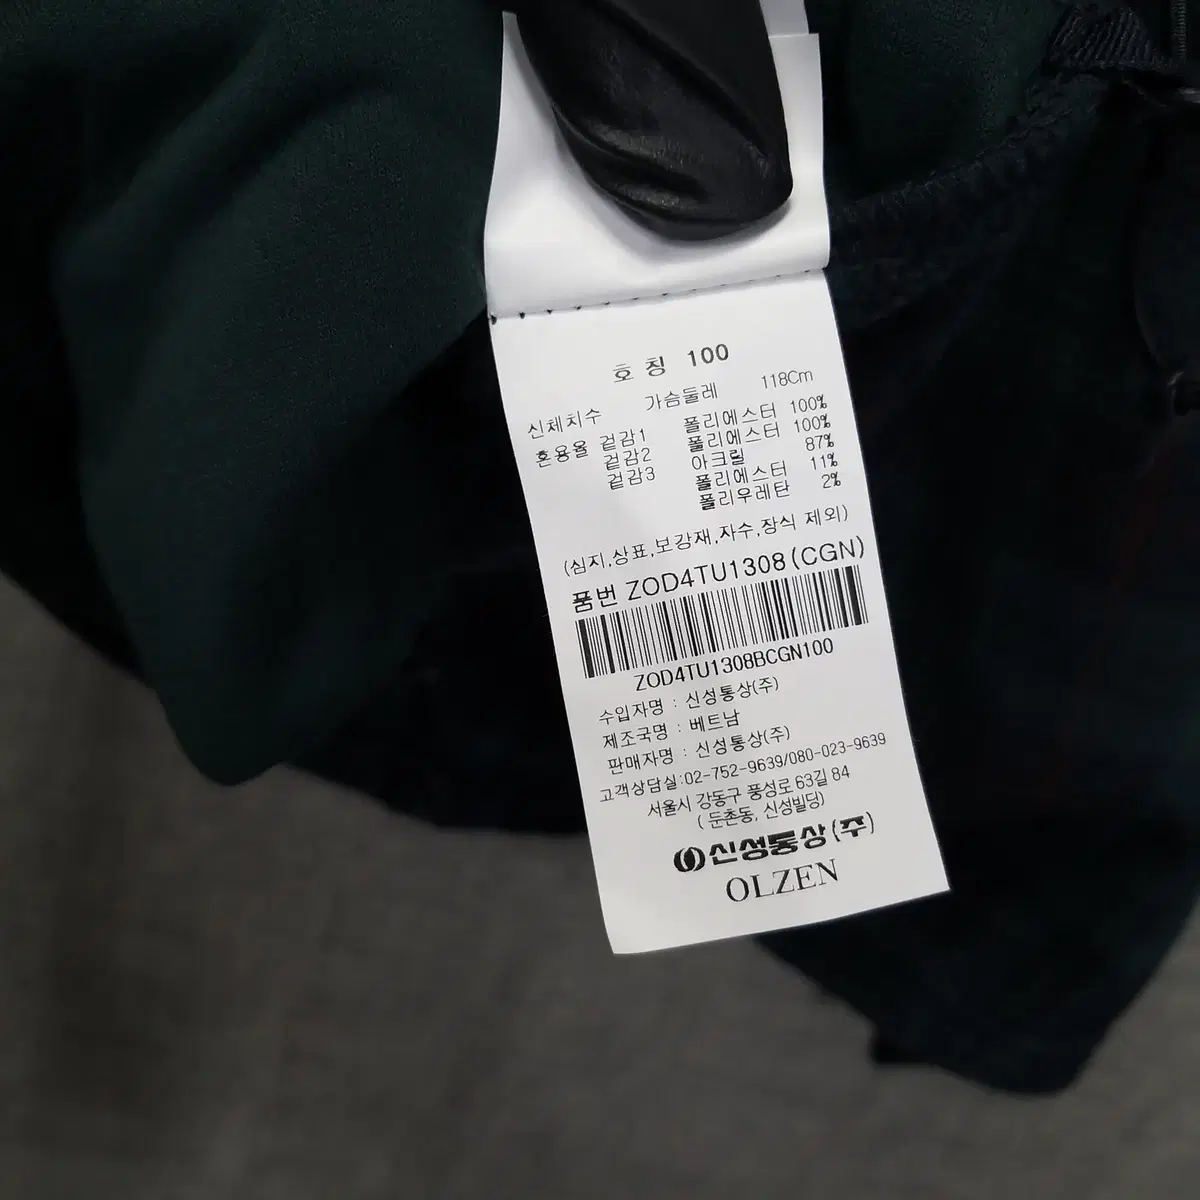 호 칭 100
신체치수 가슴둘레 118Cm
혼용율 겉감1 폴리에스터 100%
겉감2 폴리에스터 100%
겉감3 아크릴 87%
폴리에스터 11%
폴리우레탄 2%
(심지,상표,보강재,자수,장식 제외)
품번 ZOD4TU1308(CGN)
ZOD4TU1308BCGN100
수입자명 : 신성통상(주)
제조국명 : 베트남
판매자명 : 신성통상(주)
고객상담실:02-752-9639/080-023-9639
서울시 강동구 풍성로63길 84
( 둔촌동, 신성빌딩)
신성통상(주)
OLZEN